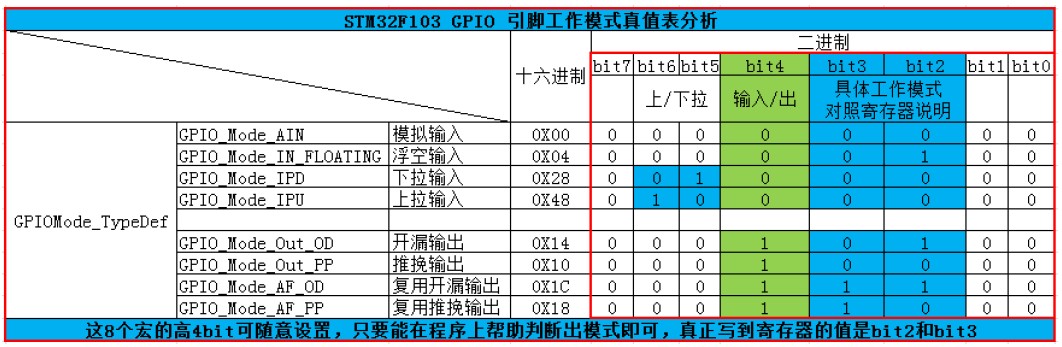 STM32F103 GPIO 引脚工作模式真值表分析
十六进制 二进制
bit7 bit6 bit5 bit4 bit3 bit2 bit1 bit0
上/下拉 输入/出 具体工作模式
对照寄存器说明
GPIOMode_TypeDef
GPIO_Mode_AIN 模拟输入 0X00 0 0 0 0 0 0 0 0
GPIO_Mode_IN_FLOATING 浮空输入 0X04 0 0 0 0 0 1 0 0
GPIO_Mode_IPD 下拉输入 0X28 0 0 1 0 0 0 0 0
GPIO_Mode_IPU 上拉输入 0X48 0 1 0 0 0 0 0 0
GPIO_Mode_Out_OD 开漏输出 0X14 0 0 0 1 0 1 0 0
GPIO_Mode_Out_PP 推挽输出 0X10 0 0 0 1 0 0 0 0
GPIO_Mode_AF_OD 复用开漏输出 0X1C 0 0 0 1 1 1 0 0
GPIO_Mode_AF_PP 复用推挽输出 0X18 0 0 0 1 1 0 0 0
这8个宏的高4bit可随意设置，只要能在程序上帮助判断出模式即可，真正写到寄存器的值是bit2和bit3